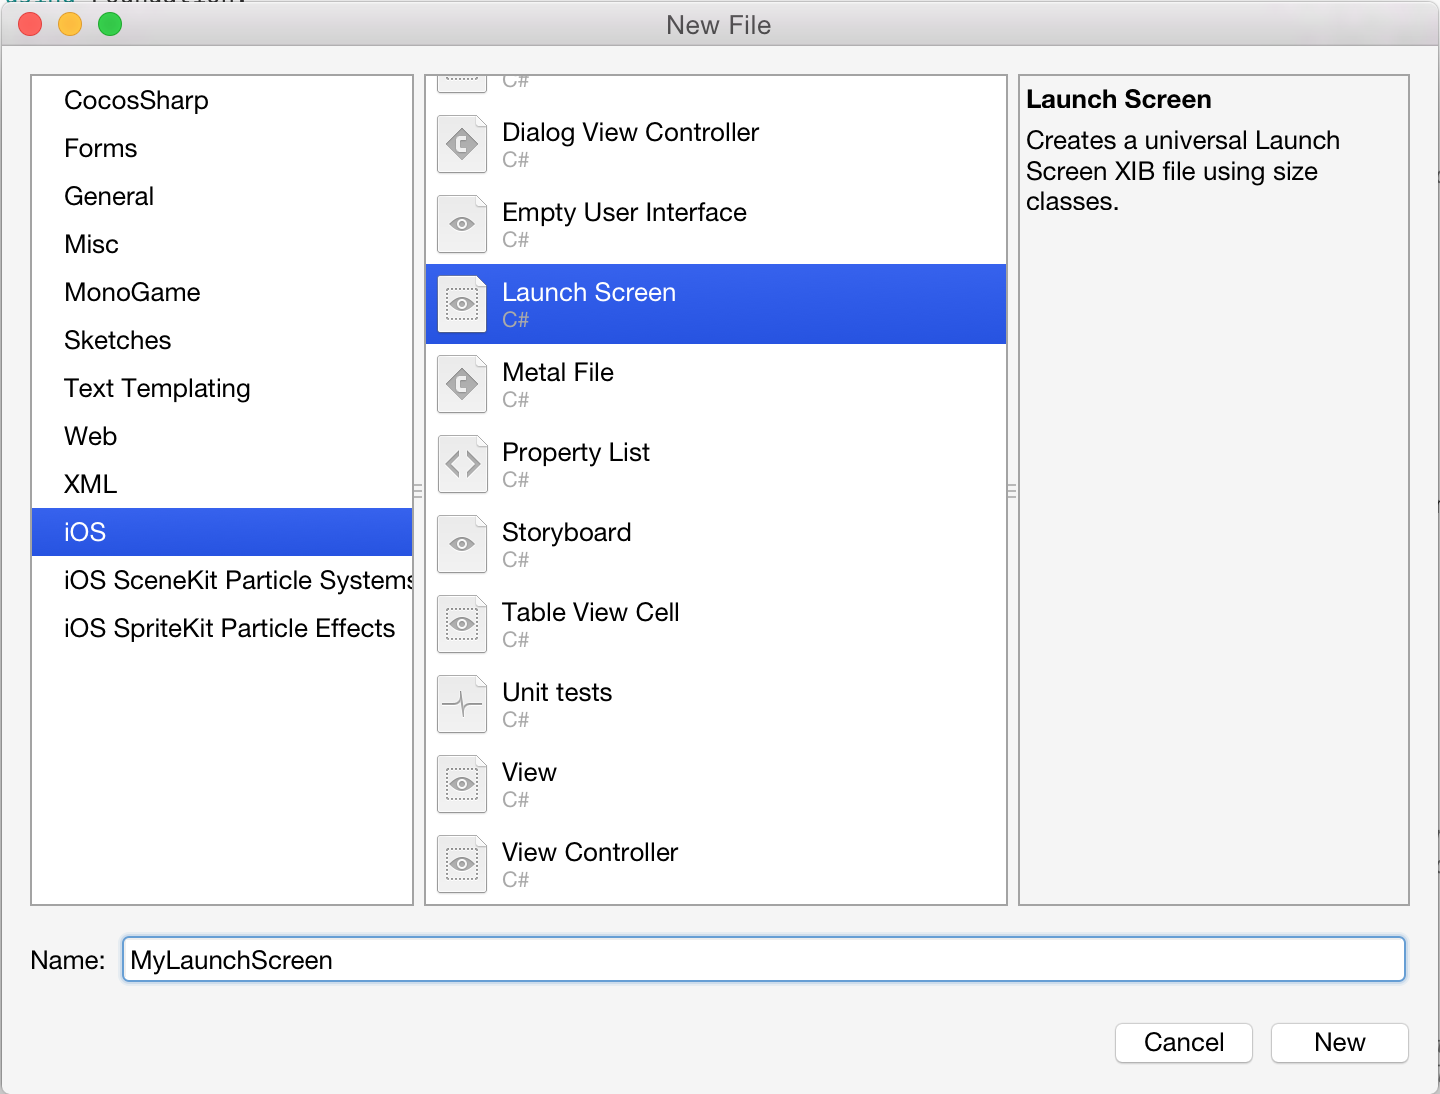 New File
CocosSharp
Forms
General
Misc
MonoGame
Sketches
Text Templating
Web
XML
iOS
iOS SceneKit Particle Systems
iOS SpriteKit Particle Effects
C#
Dialog View Controller
C#
Empty User Interface
C#
Launch Screen
C#
Metal File
C#
Property List
C#
Storyboard
C#
Table View Cell
C#
Unit tests
C#
View
C#
View Controller
C#
Launch Screen
Creates a universal Launch
Screen XIB file using size
classes.
Name: MyLaunchScreen
Cancel New